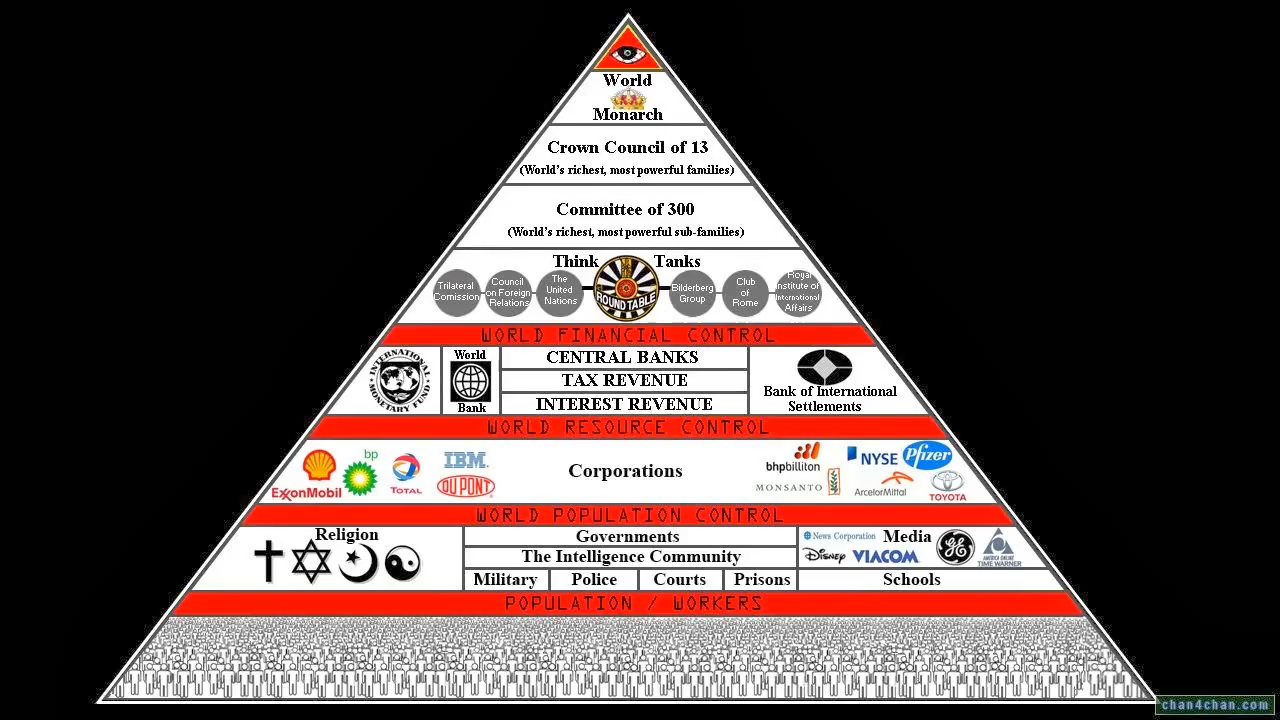 World
Monarch
Crown Council of 13
(World's richest, most powerful families)
Committee of 300
(World's richest, most powerful sub-families)
Think Tanks
Trilateral
Comission
Council
on Foreign
Relations
The
United
Nations
ROUND TABLE
Bilderberg
Group
Club
of
Rome
Royal
Institute of
International
Affairs
WORLD FINANCIAL CONTROL
INTERNATIONAL
MONETARY FUND
World
Bank
CENTRAL BANKS
TAX REVENUE
INTEREST REVENUE
Bank of International
Settlements
WORLD RESOURCE CONTROL
ExxonMobil
bp
TOTAL
IBM
DUPONT
Corporations
bhpbilliton
MONSANTO
NYSE
Pfizer
ArcelorMittal
TOYOTA
WORLD POPULATION CONTROL
Religion
Governments
The Intelligence Community
Military
Police
Courts
Prisons
News Corporation
Media
Disney
VIACOM
GE
AMERICA ONLINE
TIME WARNER
Schools
POPULATION / WORKERS
chan4chan.com